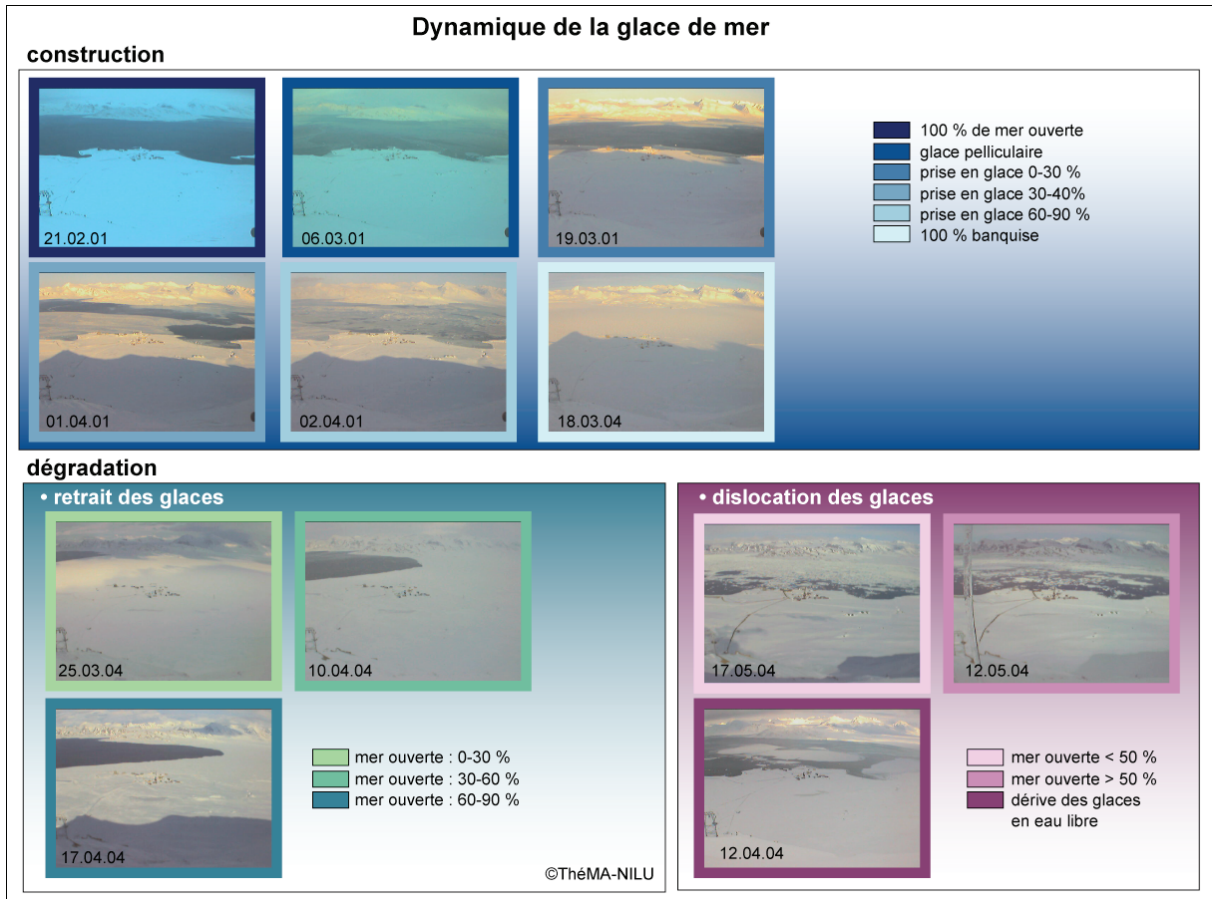 Dynamique de la glace de mer
construction
21.02.01
06.03.01
19.03.01
100 % de mer ouverte
glace pelliculaire
prise en glace 0-30 %
prise en glace 30-40%
prise en glace 60-90 %
100 % banquise
01.04.01
02.04.01
18.03.04
dégradation
• retrait des glaces
25.03.04
10.04.04
17.04.04
mer ouverte : 0-30 %
mer ouverte : 30-60 %
mer ouverte : 60-90 %
©ThéMA-NILU
• dislocation des glaces
17.05.04
12.05.04
12.04.04
mer ouverte < 50 %
mer ouverte > 50 %
dérive des glaces
en eau libre